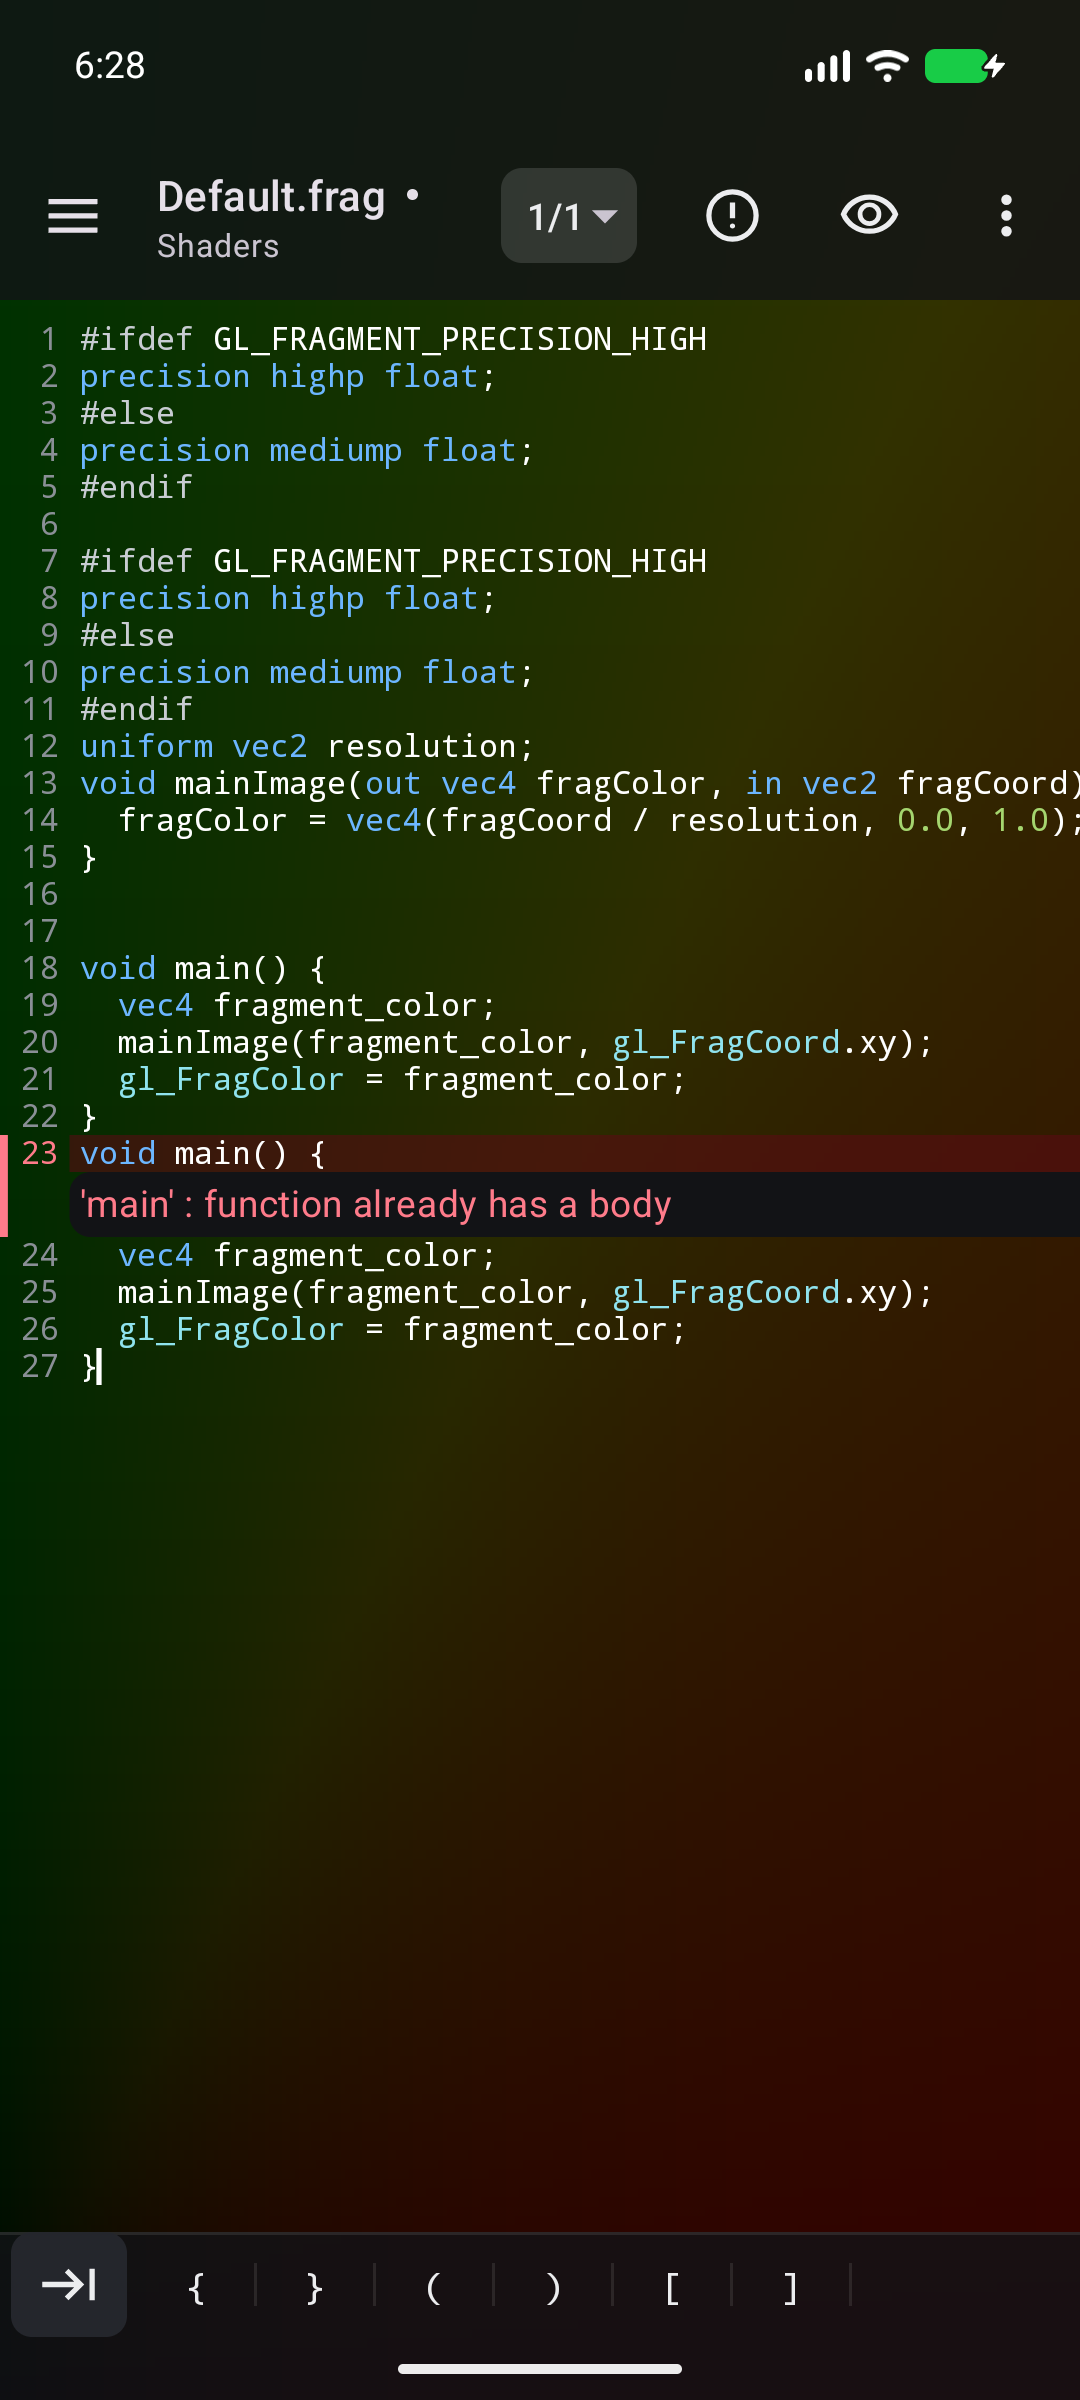 6:28
Default.frag •
Shaders
1/1
1 #ifdef GL_FRAGMENT_PRECISION_HIGH
2 precision highp float;
3 #else
4 precision mediump float;
5 #endif
6
7 #ifdef GL_FRAGMENT_PRECISION_HIGH
8 precision highp float;
9 #else
10 precision mediump float;
11 #endif
12 uniform vec2 resolution;
13 void mainImage(out vec4 fragColor, in vec2 fragCoord)
14   fragColor = vec4(fragCoord / resolution, 0.0, 1.0);
15 }
16
17
18 void main() {
19   vec4 fragment_color;
20   mainImage(fragment_color, gl_FragCoord.xy);
21   gl_FragColor = fragment_color;
22 }
23 void main() {
'main' : function already has a body
24   vec4 fragment_color;
25   mainImage(fragment_color, gl_FragCoord.xy);
26   gl_FragColor = fragment_color;
27 }
{ } ( ) [ ]